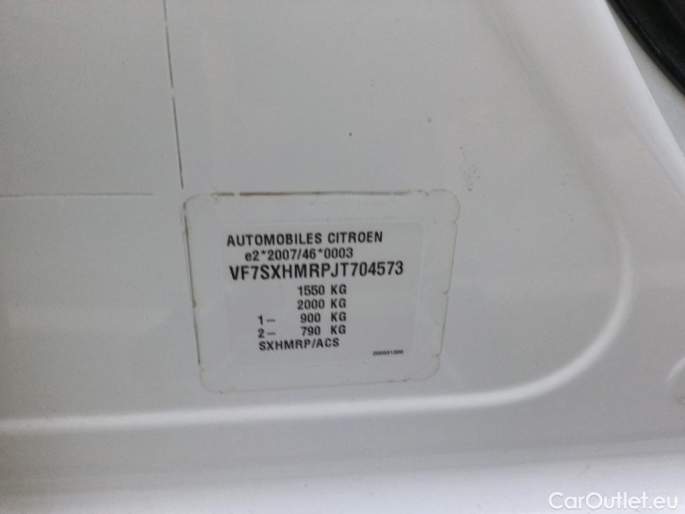 AUTOMOBILES CITROEN
e2*2007/46*0003
VF7SXHMRPJT704573
1550 KG
2000 KG
1- 900 KG
2- 790 KG
SXHMRP/ACS
CarOutlet.eu